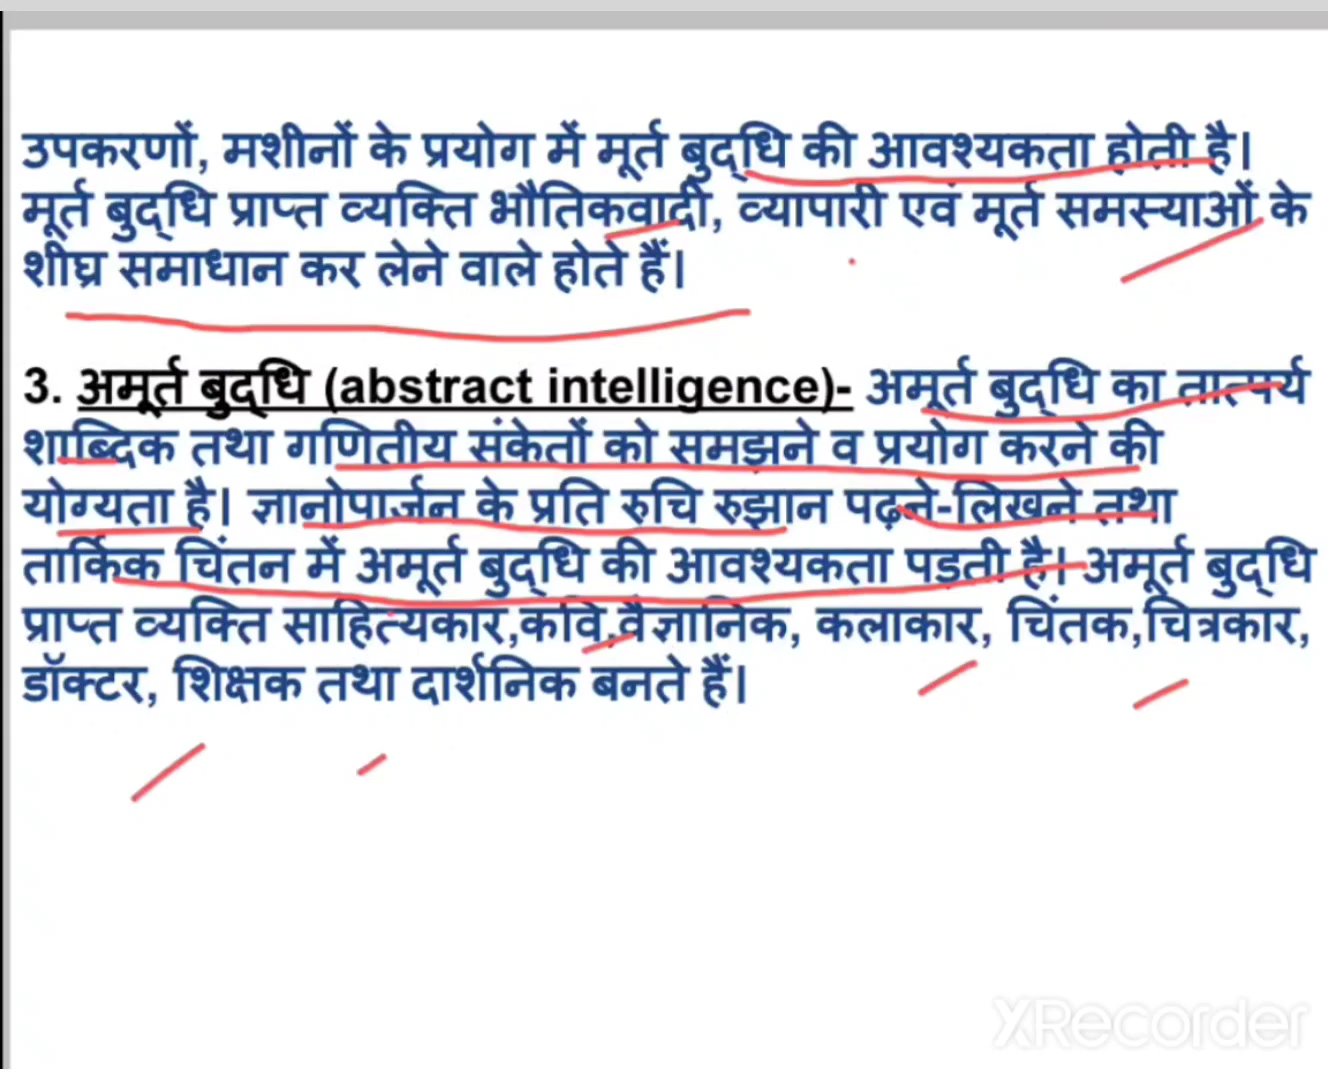 उपकरणों, मशीनों के प्रयोग में मूर्त बुद्धि की आवश्यकता होती है।
मूर्त बुद्धि प्राप्त व्यक्ति भौतिकवादी, व्यापारी एवं मूर्त समस्याओं के
शीघ्र समाधान कर लेने वाले होते हैं।
3. अमूर्त बुद्धि (abstract intelligence)- अमूर्त बुद्धि का तात्पर्य
शाब्दिक तथा गणितीय संकेतों को समझने व प्रयोग करने की
योग्यता है। ज्ञानोपार्जन के प्रति रुचि रुझान पढ़ने-लिखने तथा
तार्किक चिंतन में अमूर्त बुद्धि की आवश्यकता पड़ती है। अमूर्त बुद्धि
प्राप्त व्यक्ति साहित्यकार,कवि,वैज्ञानिक, कलाकार, चिंतक,चित्रकार,
डॉक्टर, शिक्षक तथा दार्शनिक बनते हैं।
XRecorder